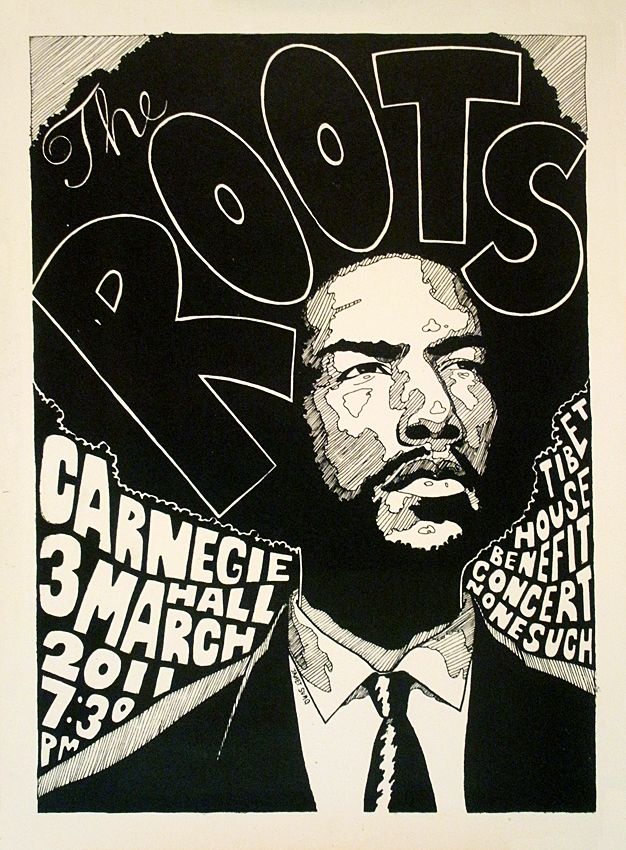 The
ROOTS
CARNEGIE
HALL
3 MARCH
2011
7:30
PM
TIBET
HOUSE
BENEFIT
CONCERT
NONESUCH